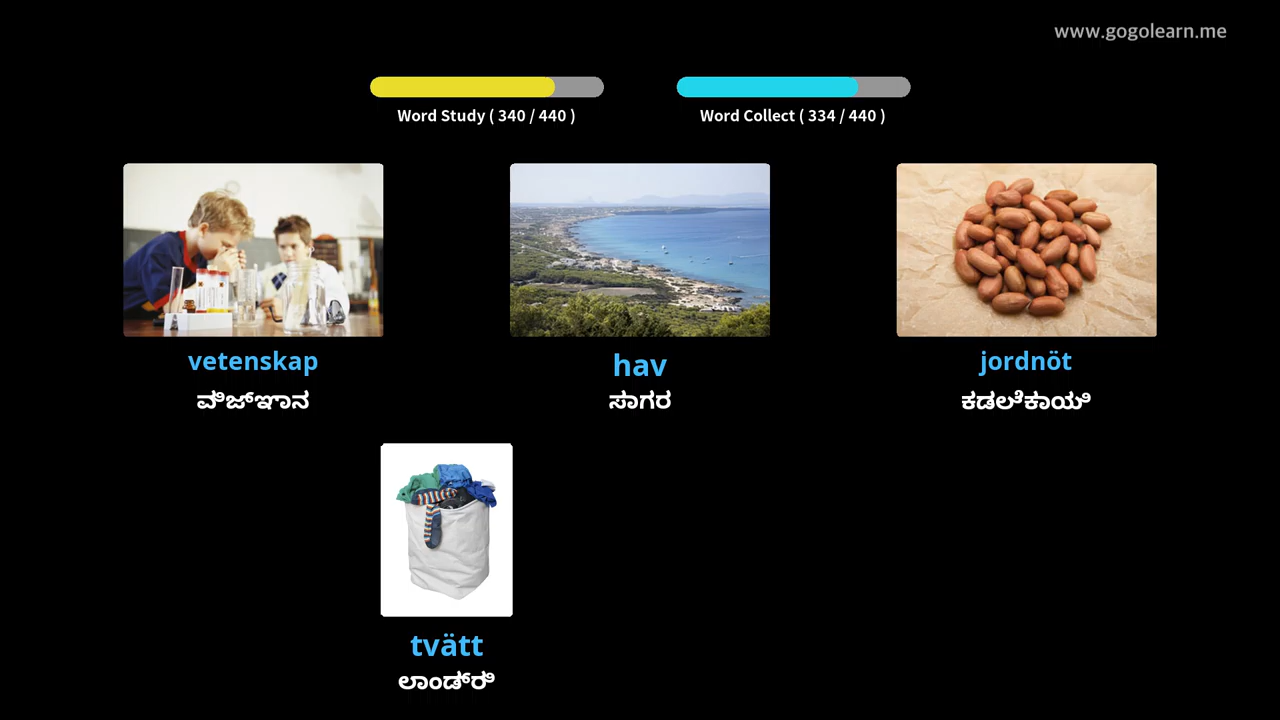 www.gogolearn.me
Word Study ( 340 / 440 )
Word Collect ( 334 / 440 )
vetenskap
ವಿಜ್ಞಾನ
hav
ಸಾಗರ
jordnöt
ಕಡಲೆಕಾಯಿ
tvätt
ಲಾಂಡ್ರಿ